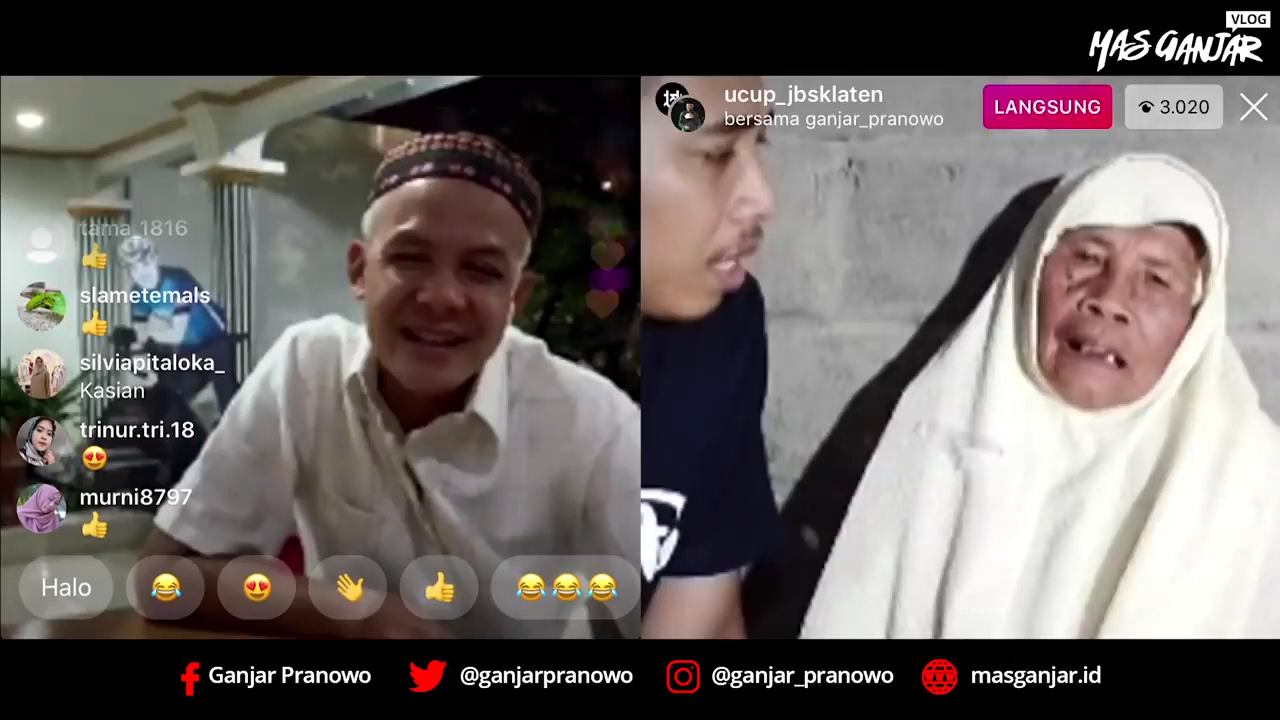 VLOG
MAS GANJAR
ucup_jbsklaten
bersama ganjar_pranowo
LANGSUNG
3.020
tama_1816
👍
slametemals
👍
silviapitaloka_
Kasian
trinur.tri.18
😍
murni8797
👍
Halo
😂
😍
👋
👍
😂😂😂
Ganjar Pranowo
@ganjarpranowo
@ganjar_pranowo
masganjar.id